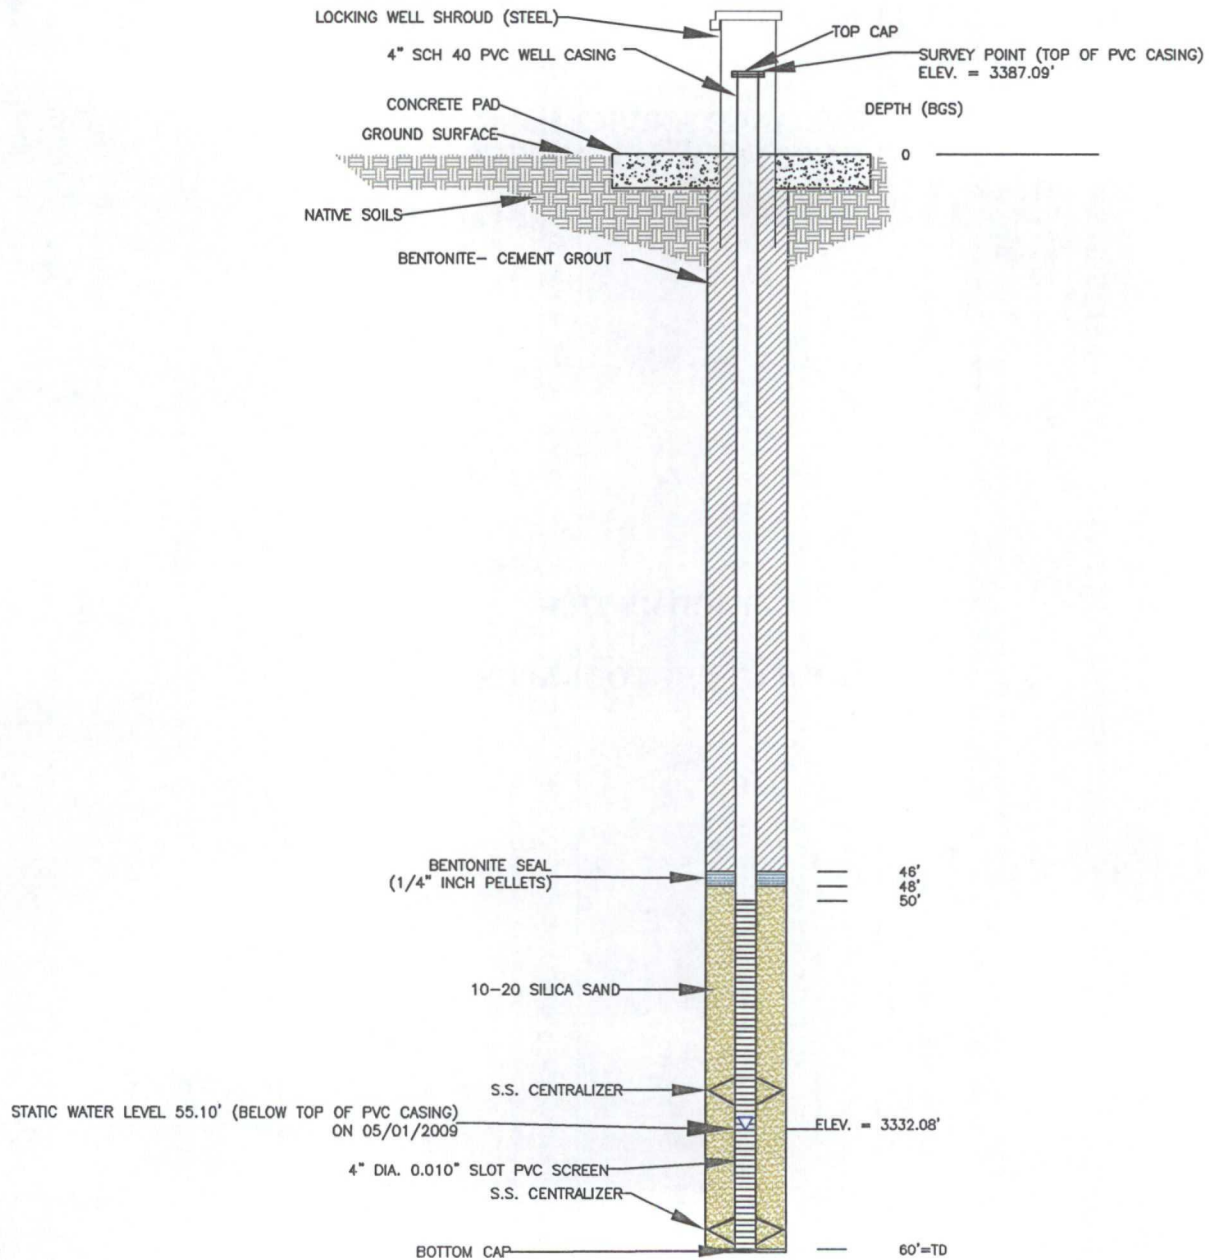 LOCKING WELL SHROUD (STEEL)
TOP CAP
4" SCH 40 PVC WELL CASING
SURVEY POINT (TOP OF PVC CASING)
ELEV. = 3387.09'
CONCRETE PAD
DEPTH (BGS)
GROUND SURFACE
0
NATIVE SOILS
BENTONITE- CEMENT GROUT
BENTONITE SEAL
(1/4" INCH PELLETS)
46'
48'
50'
10-20 SILICA SAND
S.S. CENTRALIZER
STATIC WATER LEVEL 55.10' (BELOW TOP OF PVC CASING)
ON 05/01/2009
ELEV. = 3332.08'
4" DIA. 0.010" SLOT PVC SCREEN
S.S. CENTRALIZER
BOTTOM CAP
60'=TD